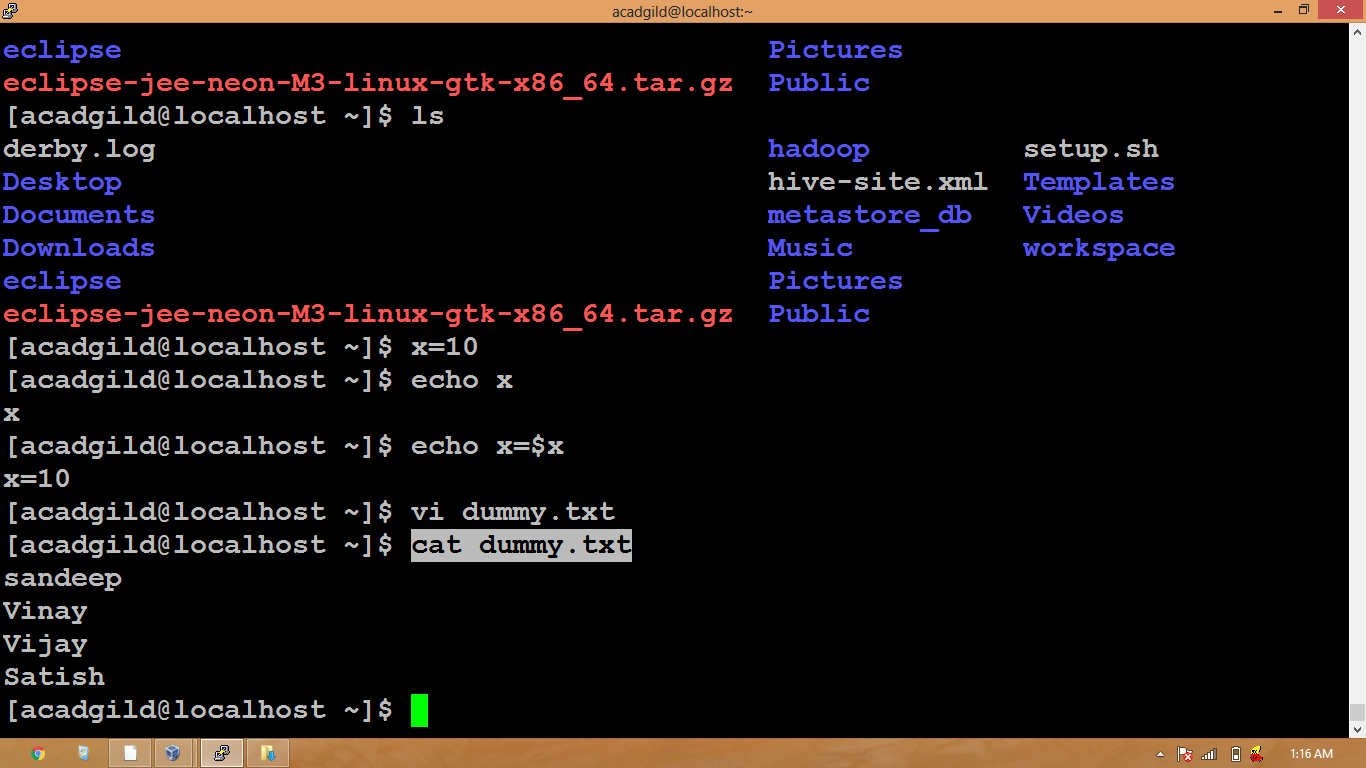 acadgild@localhost:~
eclipse Pictures
eclipse-jee-neon-M3-linux-gtk-x86_64.tar.gz Public
[acadgild@localhost ~]$ ls
derby.log hadoop setup.sh
Desktop hive-site.xml Templates
Documents metastore_db Videos
Downloads Music workspace
eclipse Pictures
eclipse-jee-neon-M3-linux-gtk-x86_64.tar.gz Public
[acadgild@localhost ~]$ x=10
[acadgild@localhost ~]$ echo x
x
[acadgild@localhost ~]$ echo x=$x
x=10
[acadgild@localhost ~]$ vi dummy.txt
[acadgild@localhost ~]$ cat dummy.txt
sandeep
Vinay
Vijay
Satish
[acadgild@localhost ~]$
1:16 AM